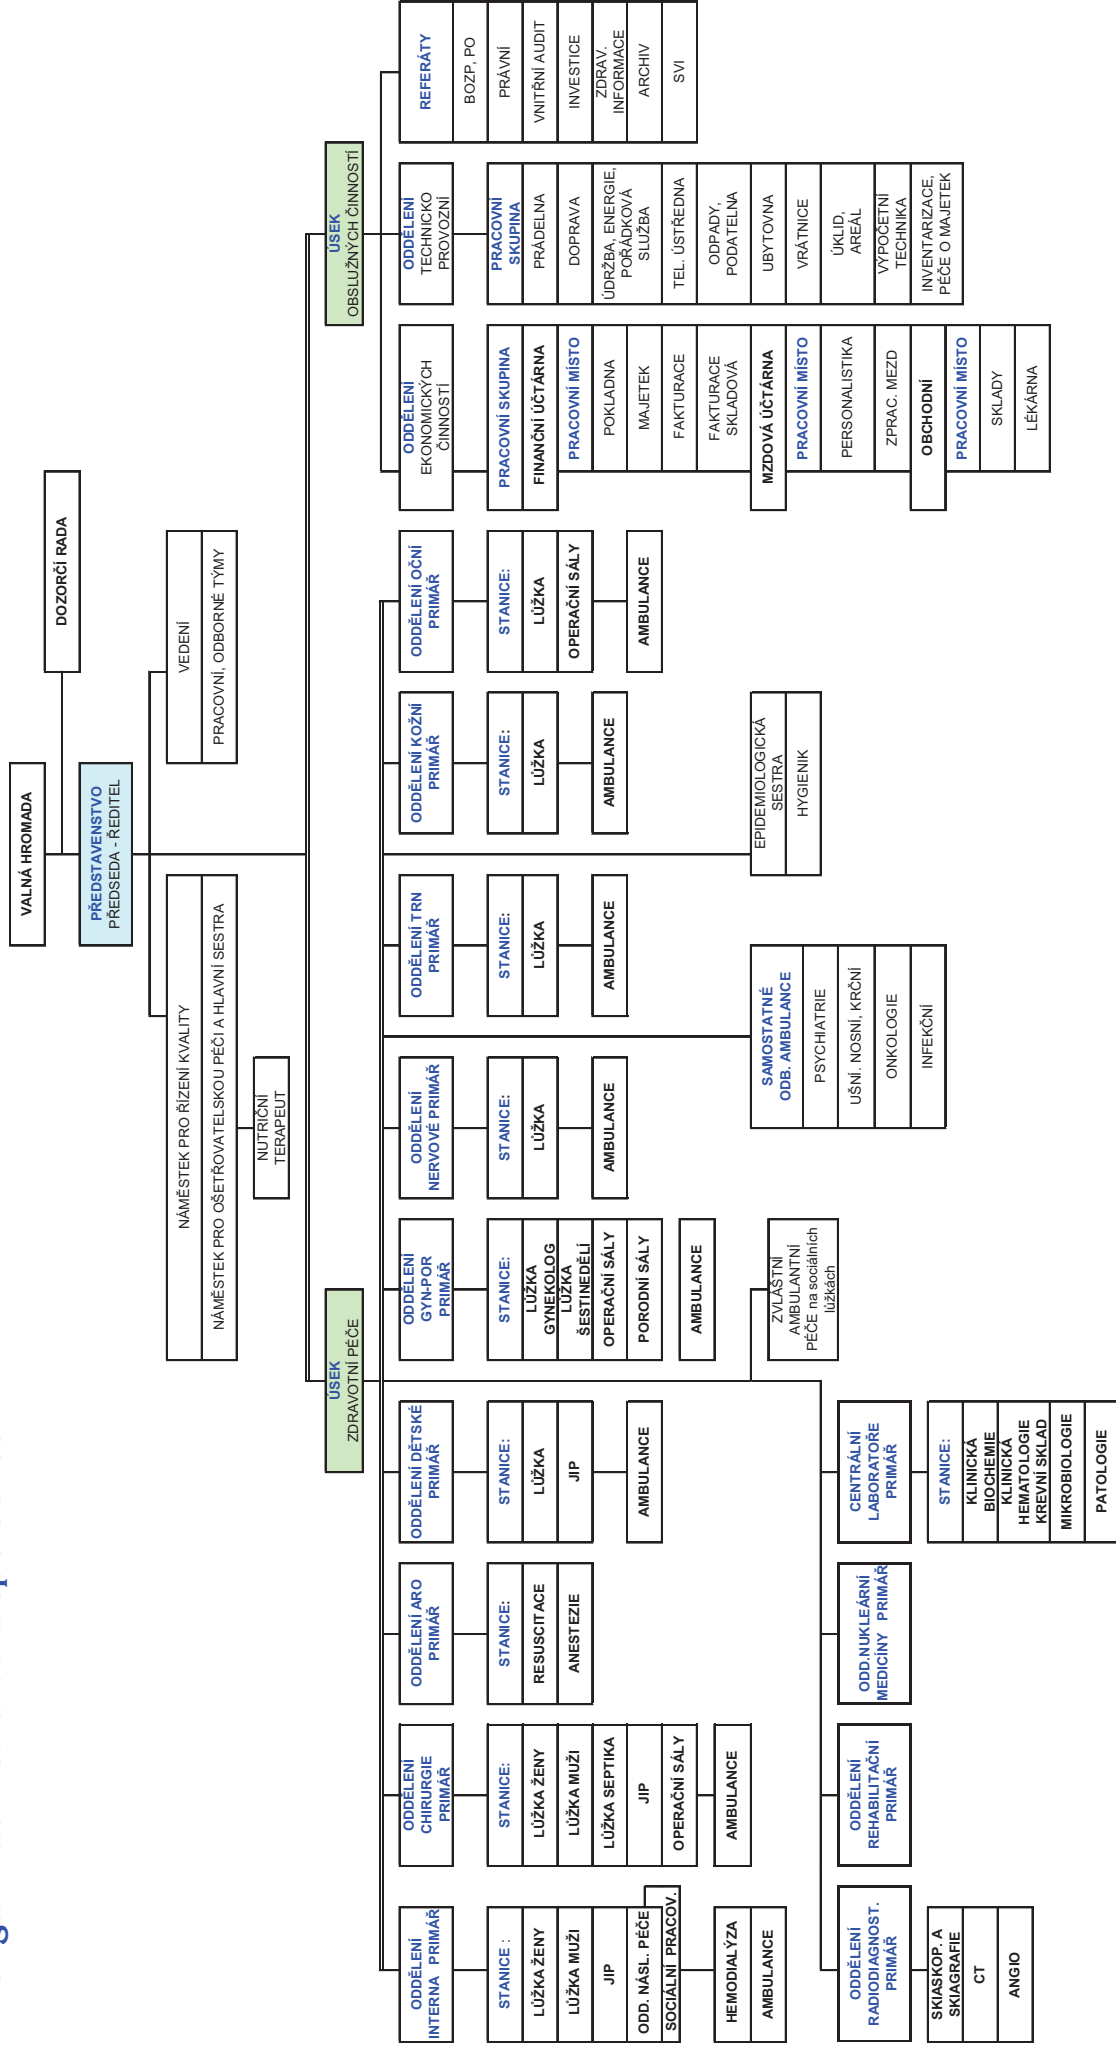 VALNÁ HROMADA
DOZORČÍ RADA
PŘEDSTAVENSTVO
PŘEDSEDA - ŘEDITEL
NÁMĚSTEK PRO ŘÍZENÍ KVALITY
NÁMĚSTEK PRO OŠETŘOVATELSKOU PÉČI A HLAVNÍ SESTRA
NUTRIČNÍ
TERAPEUT
VEDENÍ
PRACOVNÍ, ODBORNÉ TÝMY
ÚSEK
ZDRAVOTNÍ PÉČE
ÚSEK
OBSLUŽNÝCH ČINNOSTÍ
ODDĚLENÍ
INTERNA PRIMÁŘ
STANICE :
LŮŽKA ŽENY
LŮŽKA MUŽI
JIP
ODD. NÁSL. PÉČE
SOCIÁLNÍ PRACOV.
HEMODIALÝZA
AMBULANCE
ODDĚLENÍ
CHIRURGIE
PRIMÁŘ
STANICE:
LŮŽKA ŽENY
LŮŽKA MUŽI
LŮŽKA SEPTIKA
JIP
OPERAČNÍ SÁLY
AMBULANCE
ODDĚLENÍ ARO
PRIMÁŘ
STANICE:
RESUSCITACE
ANESTEZIE
ODDĚLENÍ DĚTSKÉ
PRIMÁŘ
STANICE:
LŮŽKA
JIP
AMBULANCE
ODDĚLENÍ
GYN-POR
PRIMÁŘ
STANICE:
LŮŽKA
GYNEKOLOG
LŮŽKA
ŠESTINEDĚLÍ
OPERAČNÍ SÁLY
PORODNÍ SÁLY
AMBULANCE
ODDĚLENÍ
NERVOVÉ PRIMÁŘ
STANICE:
LŮŽKA
AMBULANCE
ODDĚLENÍ TRN
PRIMÁŘ
STANICE:
LŮŽKA
AMBULANCE
ODDĚLENÍ KOŽNÍ
PRIMÁŘ
STANICE:
LŮŽKA
AMBULANCE
ODDĚLENÍ OČNÍ
PRIMÁŘ
STANICE:
LŮŽKA
OPERAČNÍ SÁLY
AMBULANCE
ODDĚLENÍ
EKONOMICKÝCH
ČINNOSTÍ
PRACOVNÍ SKUPINA
FINANČNÍ ÚČTÁRNA
PRACOVNÍ MÍSTO
POKLADNA
MAJETEK
FAKTURACE
FAKTURACE
SKLADOVÁ
MZDOVÁ ÚČTÁRNA
PRACOVNÍ MÍSTO
PERSONALISTIKA
ZPRAC. MEZD
OBCHODNÍ
PRACOVNÍ MÍSTO
SKLADY
LÉKÁRNA
ODDĚLENÍ
TECHNICKO
PROVOZNÍ
PRACOVNÍ
SKUPINA
PRÁDELNA
DOPRAVA
ÚDRŽBA, ENERGIE,
POŘÁDKOVÁ
SLUŽBA
TEL. ÚSTŘEDNA
ODPADY,
PODATELNA
UBYTOVNA
VRÁTNICE
ÚKLID,
AREÁL
VÝPOČETNÍ
TECHNIKA
INVENTARIZACE,
PÉČE O MAJETEK
REFERÁTY
BOZP, PO
PRÁVNÍ
VNITŘNÍ AUDIT
INVESTICE
ZDRAV.
INFORMACE
ARCHIV
SVI
ZVLÁŠTNÍ
AMBULANTNÍ
PÉČE na sociálních
lůžkách
SAMOSTATNÉ
ODB. AMBULANCE
PSYCHIATRIE
UŠNÍ. NOSNÍ, KRČNÍ
ONKOLOGIE
INFEKČNÍ
EPIDEMIOLOGICKÁ
SESTRA
HYGIENIK
ODDĚLENÍ
RADIODIAGNOST.
PRIMÁŘ
SKIASKOP. A
SKIAGRAFIE
CT
ANGIO
ODDĚLENÍ
REHABILITAČNÍ
PRIMÁŘ
ODD.NUKLEÁRNÍ
MEDICÍNY PRIMÁŘ
CENTRÁLNÍ
LABORATOŘE
PRIMÁŘ
STANICE:
KLINICKÁ
BIOCHEMIE
KLINICKÁ
HEMATOLOGIE
KREVNÍ SKLAD
MIKROBIOLOGIE
PATOLOGIE